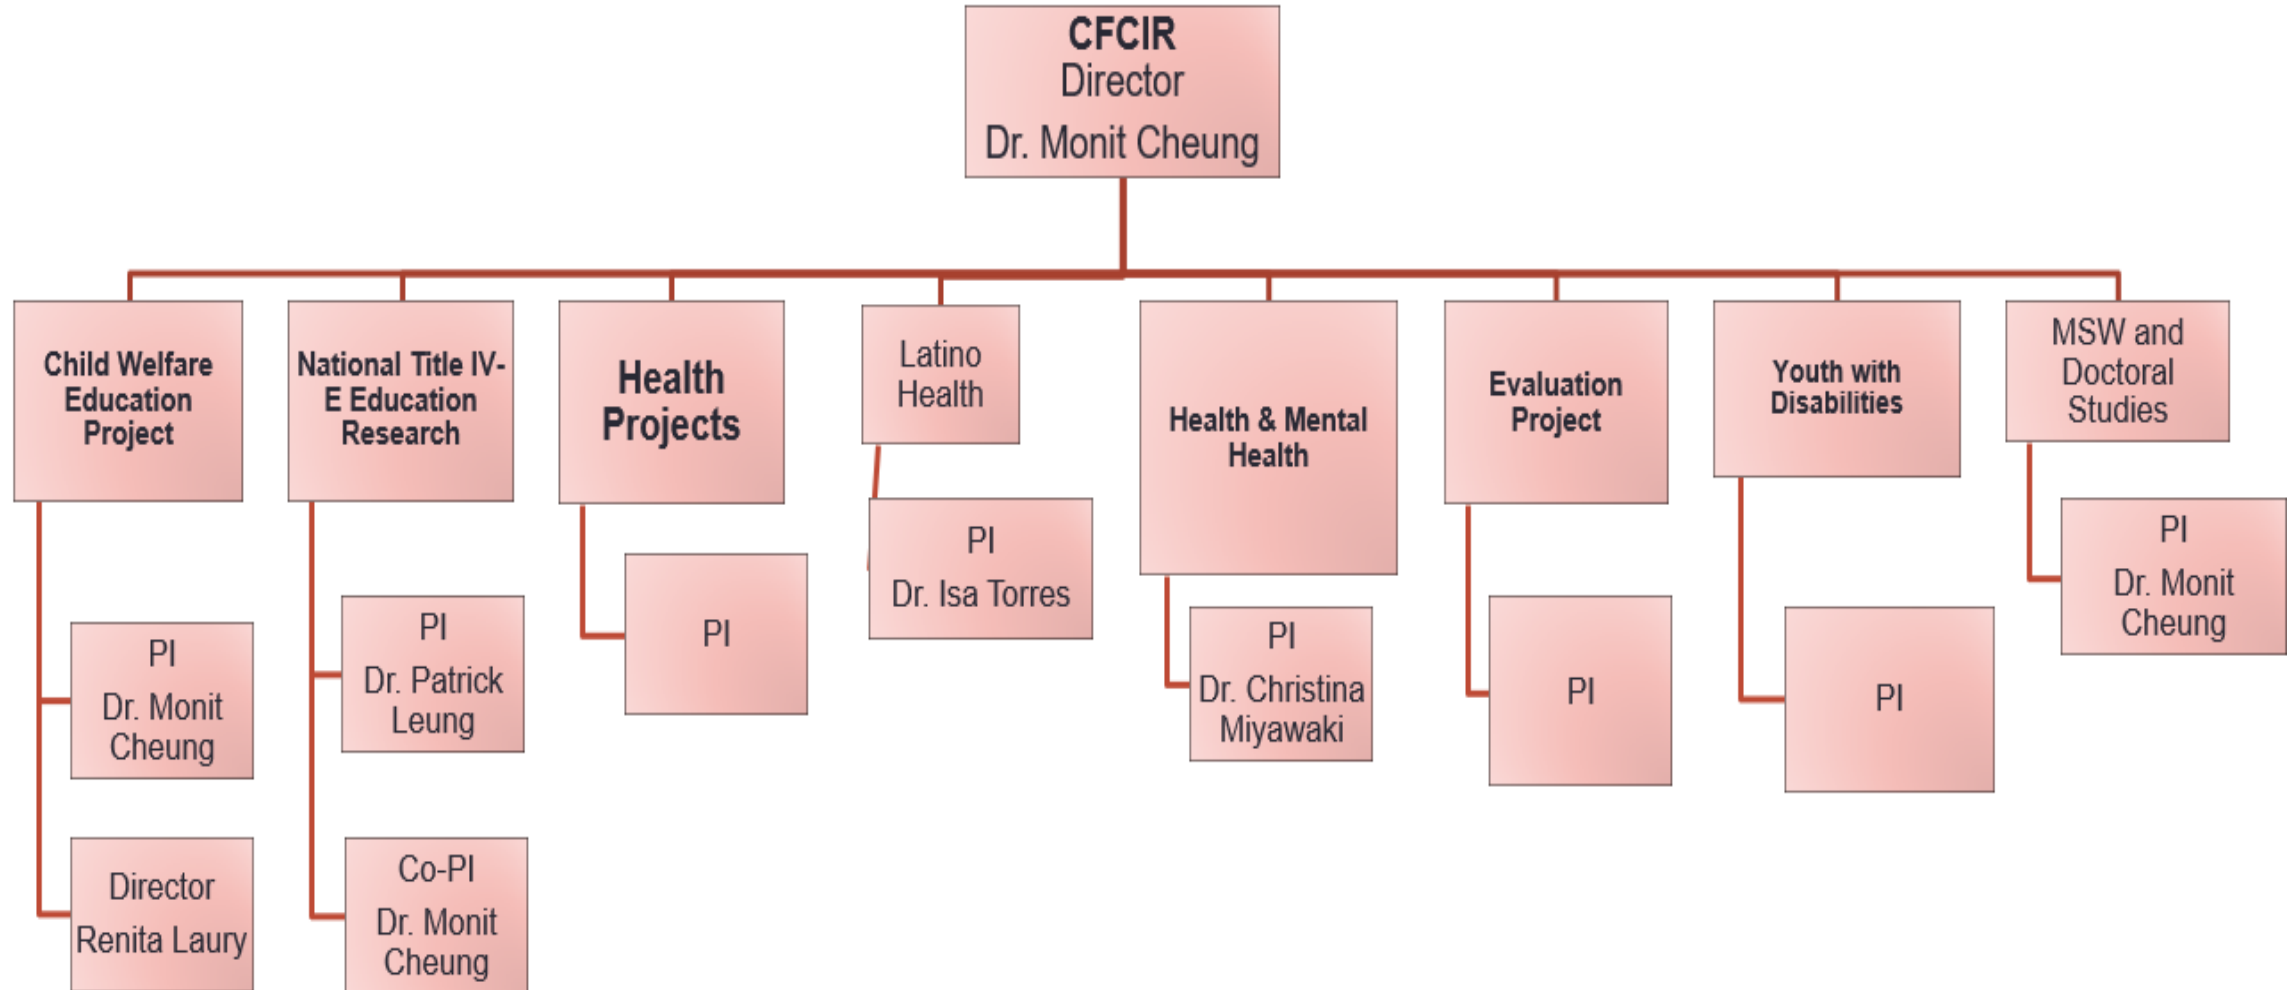 CFCIR
Director
Dr. Monit Cheung
Child Welfare
Education
Project
National Title IV-
E Education
Research
Health
Projects
Latino
Health
Health & Mental
Health
Evaluation
Project
Youth with
Disabilities
MSW and
Doctoral
Studies
PI
Dr. Monit
Cheung
Director
Renita Laury
PI
Dr. Patrick
Leung
Co-PI
Dr. Monit
Cheung
PI
PI
Dr. Isa Torres
PI
Dr. Christina
Miyawaki
PI
PI
PI
Dr. Monit
Cheung